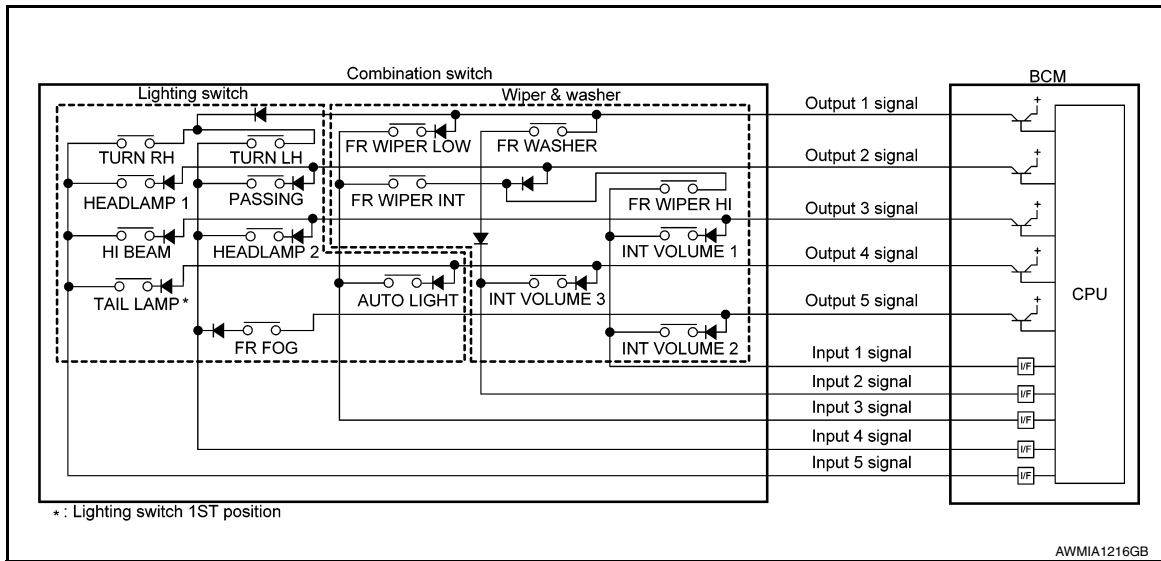 Combination switch
BCM
Lighting switch
Wiper & washer
Output 1 signal
+
TURN RH
TURN LH
FR WIPER LOW
FR WASHER
Output 2 signal
+
HEADLAMP 1
PASSING
FR WIPER INT
FR WIPER HI
Output 3 signal
+
HI BEAM
HEADLAMP 2
INT VOLUME 1
Output 4 signal
+
TAIL LAMP*
AUTO LIGHT
INT VOLUME 3
CPU
Output 5 signal
+
FR FOG
INT VOLUME 2
Input 1 signal
I/F
Input 2 signal
I/F
Input 3 signal
I/F
Input 4 signal
I/F
Input 5 signal
I/F
* : Lighting switch 1ST position
AWMIA1216GB